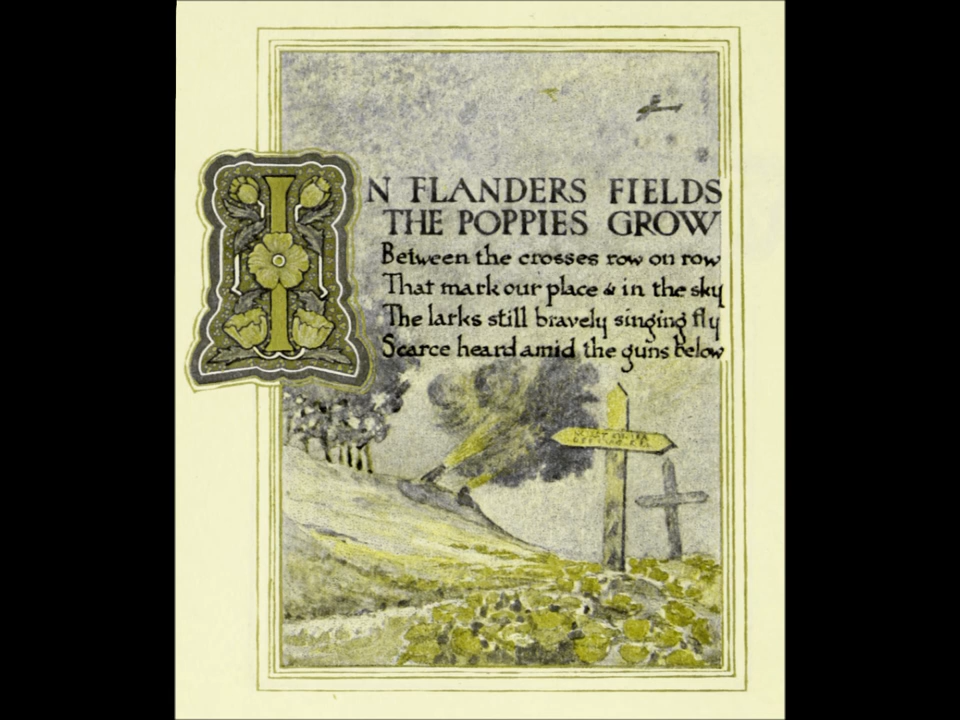 IN FLANDERS FIELDS
THE POPPIES GROW
Between the crosses row on row
That mark our place & in the sky
The larks still bravely singing fly
Scarce heard amid the guns below